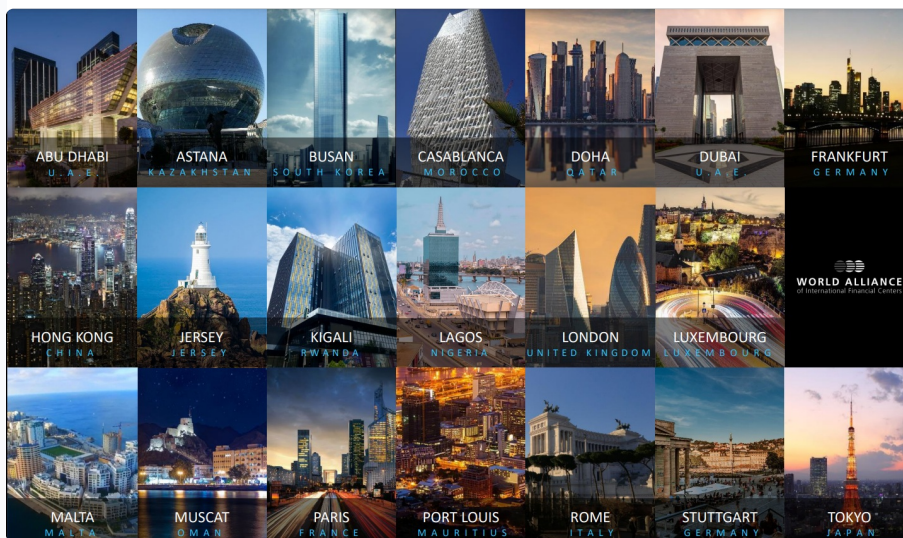 ABU DHABI
U.A.E.
ASTANA
KAZAKHSTAN
BUSAN
SOUTH KOREA
CASABLANCA
MOROCCO
DOHA
QATAR
DUBAI
U.A.E.
FRANKFURT
GERMANY
HONG KONG
CHINA
JERSEY
JERSEY
KIGALI
RWANDA
LAGOS
NIGERIA
LONDON
UNITED KINGDOM
LUXEMBOURG
LUXEMBOURG
WORLD ALLIANCE
of International Financial Centers
MALTA
MALTA
MUSCAT
OMAN
PARIS
FRANCE
PORT LOUIS
MAURITIUS
ROME
ITALY
STUTTGART
GERMANY
TOKYO
JAPAN